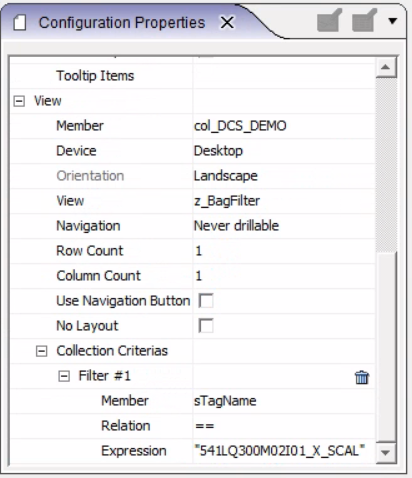 Configuration Properties
Tooltip Items
View
Member col_DCS_DEMO
Device Desktop
Orientation Landscape
View z_BagFilter
Navigation Never drillable
Row Count 1
Column Count 1
Use Navigation Button
No Layout
Collection Criterias
Filter #1
Member sTagName
Relation ==
Expression "541LQ300M02I01_X_SCAL"